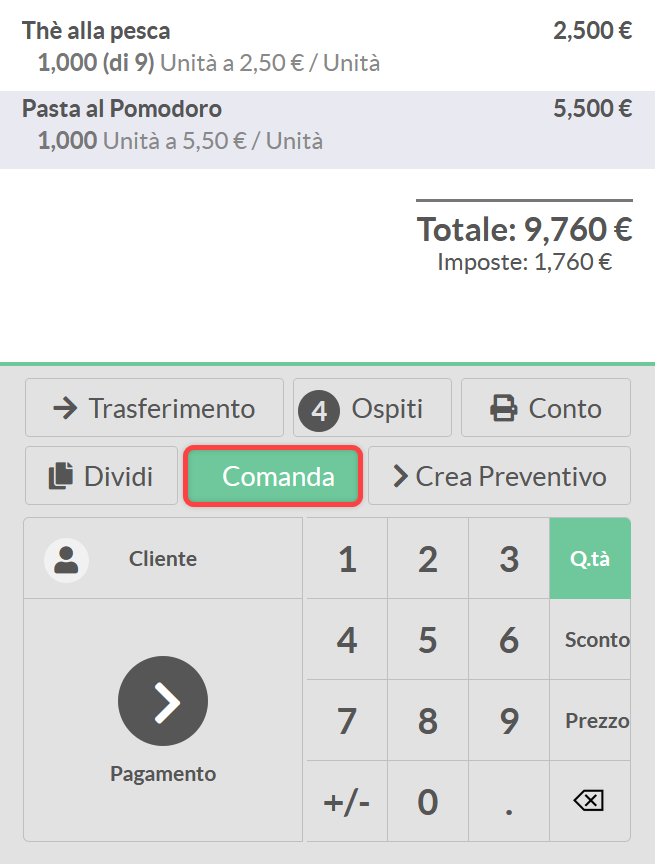 Thè alla pesca 2,500 €
1,000 (di 9) Unità a 2,50 € / Unità
Pasta al Pomodoro 5,500 €
1,000 Unità a 5,50 € / Unità
Totale: 9,760 €
Imposte: 1,760 €
Trasferimento 4 Ospiti Conto
Dividi Comanda Crea Preventivo
Cliente 1 2 3 Q.tà
4 5 6 Sconto
7 8 9 Prezzo
Pagamento
+/- 0 .